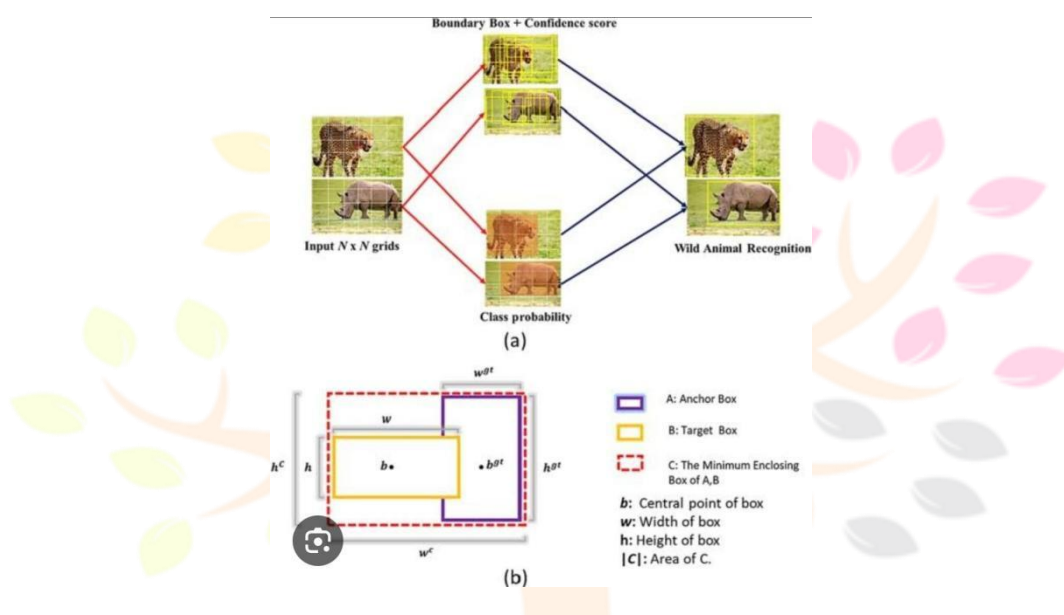 Boundary Box + Confidence score
Input N x N grids
Wild Animal Recognition
Class probability
(a)
w^gt
w
h^c
h
b
b^gt
h^gt
w^c
A: Anchor Box
B: Target Box
C: The Minimum Enclosing
Box of A,B
b: Central point of box
w: Width of box
h: Height of box
|C|: Area of C.
(b)